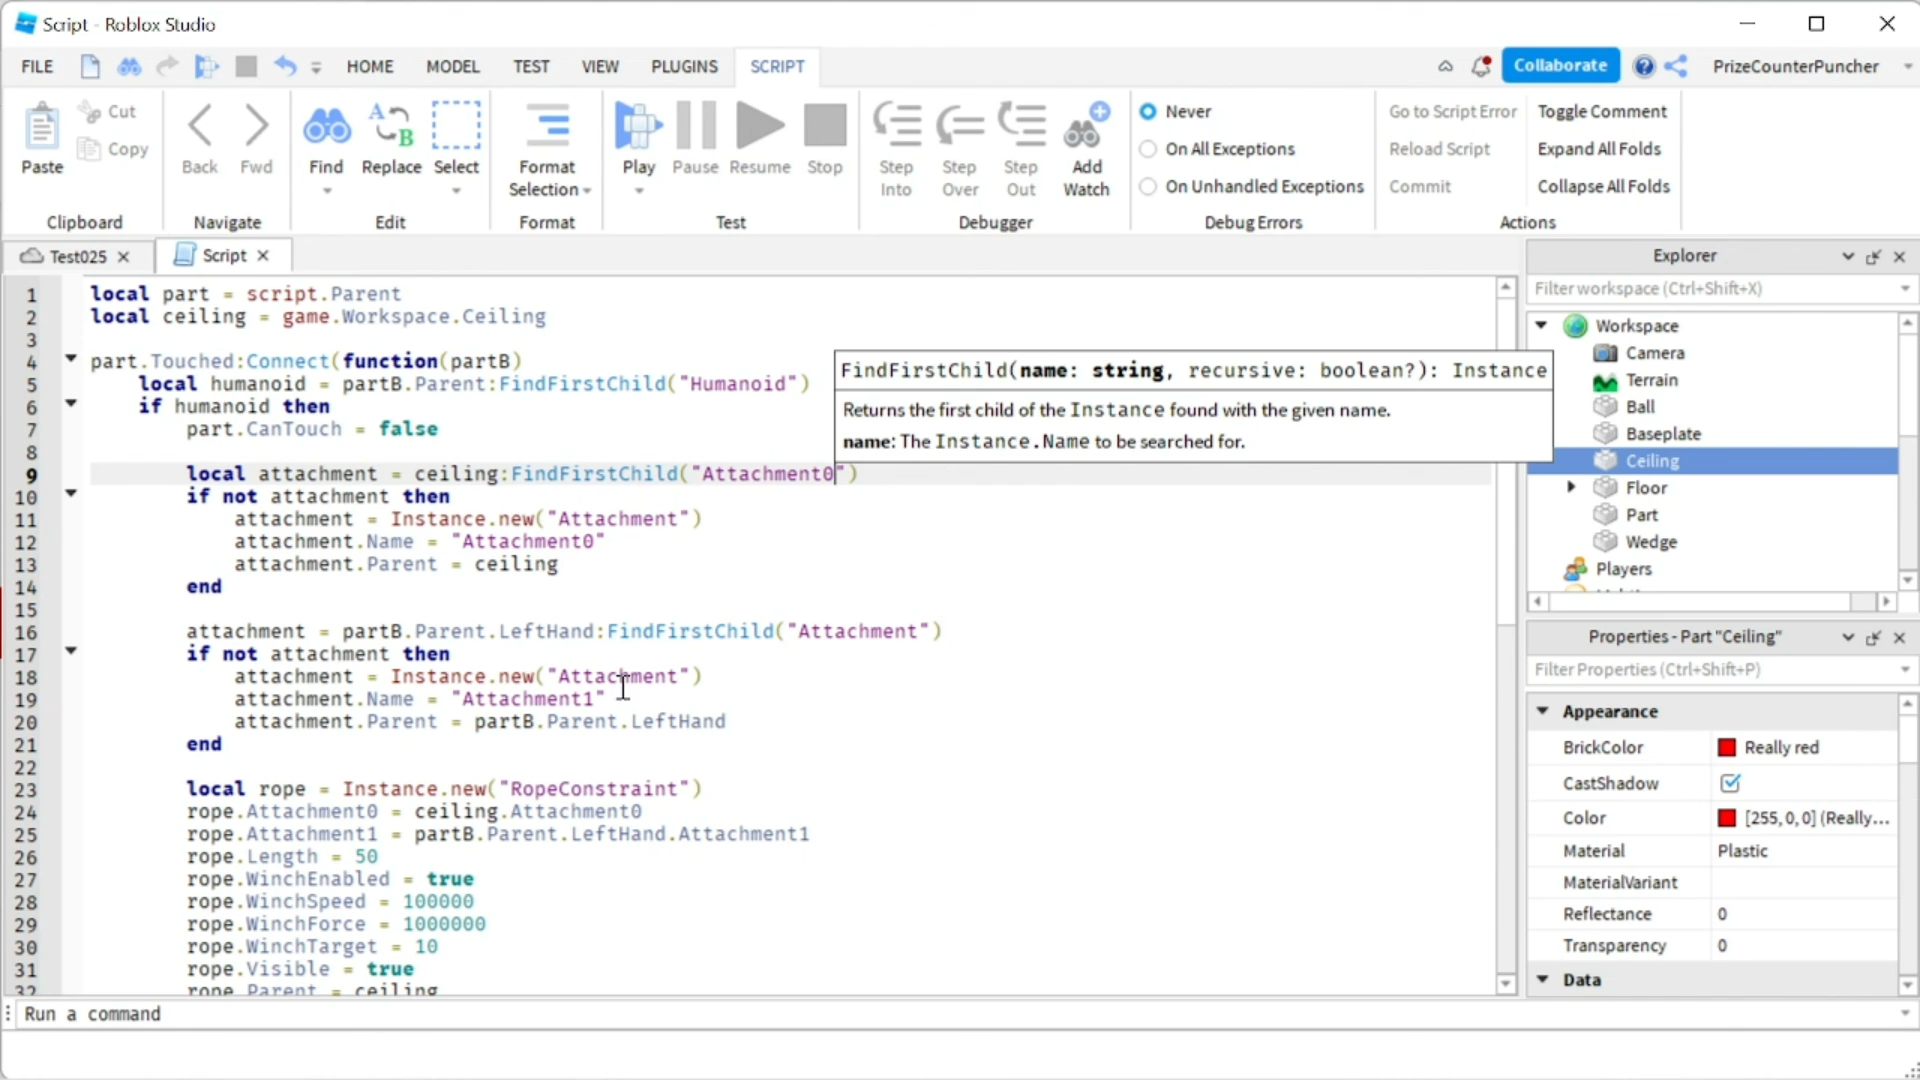 Script - Roblox Studio
FILE HOME MODEL TEST VIEW PLUGINS SCRIPT Collaborate PrizeCounterPuncher
Paste Cut Copy Clipboard
Back Fwd Navigate
Find Replace Select Edit
Format Selection Format
Play Pause Resume Stop Test
Step Into Step Over Step Out Add Watch Debugger
Never
On All Exceptions
On Unhandled Exceptions
Debug Errors
Go to Script Error Toggle Comment
Reload Script Expand All Folds
Commit Collapse All Folds
Actions
Test025 Script
1 local part = script.Parent
2 local ceiling = game.Workspace.Ceiling
3
4 part.Touched:Connect(function(partB)
5 local humanoid = partB.Parent:FindFirstChild("Humanoid")
6 if humanoid then
7 part.CanTouch = false
8
9 local attachment = ceiling:FindFirstChild("Attachment0")
10 if not attachment then
11 attachment = Instance.new("Attachment")
12 attachment.Name = "Attachment0"
13 attachment.Parent = ceiling
14 end
15
16 attachment = partB.Parent.LeftHand:FindFirstChild("Attachment")
17 if not attachment then
18 attachment = Instance.new("Attachment")
19 attachment.Name = "Attachment1"
20 attachment.Parent = partB.Parent.LeftHand
21 end
22
23 local rope = Instance.new("RopeConstraint")
24 rope.Attachment0 = ceiling.Attachment0
25 rope.Attachment1 = partB.Parent.LeftHand.Attachment1
26 rope.Length = 50
27 rope.WinchEnabled = true
28 rope.WinchSpeed = 100000
29 rope.WinchForce = 1000000
30 rope.WinchTarget = 10
31 rope.Visible = true
32 rope.Parent = ceiling
FindFirstChild(name: string, recursive: boolean?): Instance
Returns the first child of the Instance found with the given name.
name: The Instance.Name to be searched for.
Run a command
Explorer
Filter workspace (Ctrl+Shift+X)
Workspace
Camera
Terrain
Ball
Baseplate
Ceiling
Floor
Part
Wedge
Players
Properties - Part "Ceiling"
Filter Properties (Ctrl+Shift+P)
Appearance
BrickColor Really red
CastShadow
Color [255, 0, 0] (Really...
Material Plastic
MaterialVariant
Reflectance 0
Transparency 0
Data